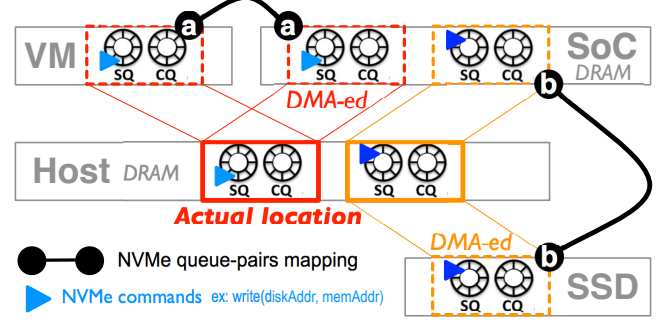 a a
VM SQ CQ SQ CQ SQ CQ SoC
DRAM
DMA-ed b
Host DRAM SQ CQ SQ CQ
Actual location
DMA-ed b
NVMe queue-pairs mapping
NVMe commands ex: write(diskAddr, memAddr)
SQ CQ SSD